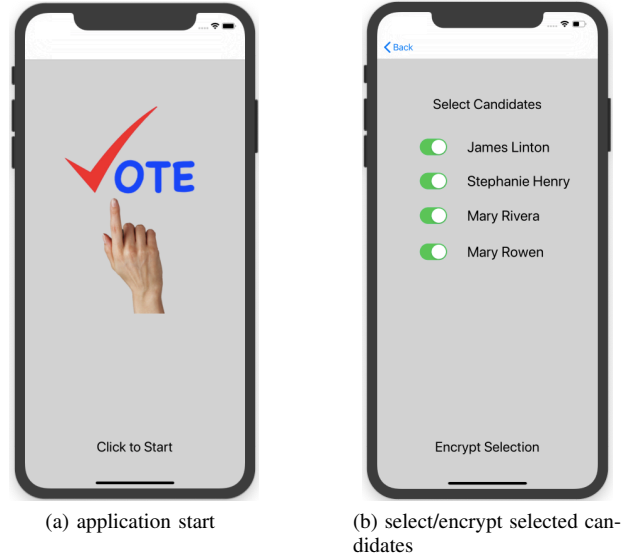 VOTE
Click to Start
(a) application start
Back
Select Candidates
James Linton
Stephanie Henry
Mary Rivera
Mary Rowen
Encrypt Selection
(b) select/encrypt selected can-
didates